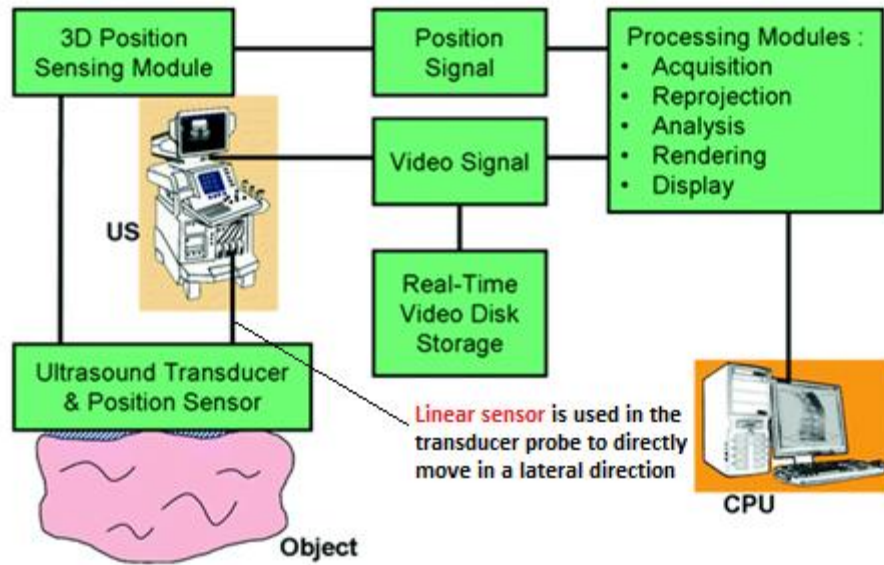 3D Position
Sensing Module
Position
Signal
Processing Modules :
• Acquisition
• Reprojection
• Analysis
• Rendering
• Display
Video Signal
US
Real-Time
Video Disk
Storage
Ultrasound Transducer
& Position Sensor
Linear sensor is used in the
transducer probe to directly
move in a lateral direction
CPU
Object